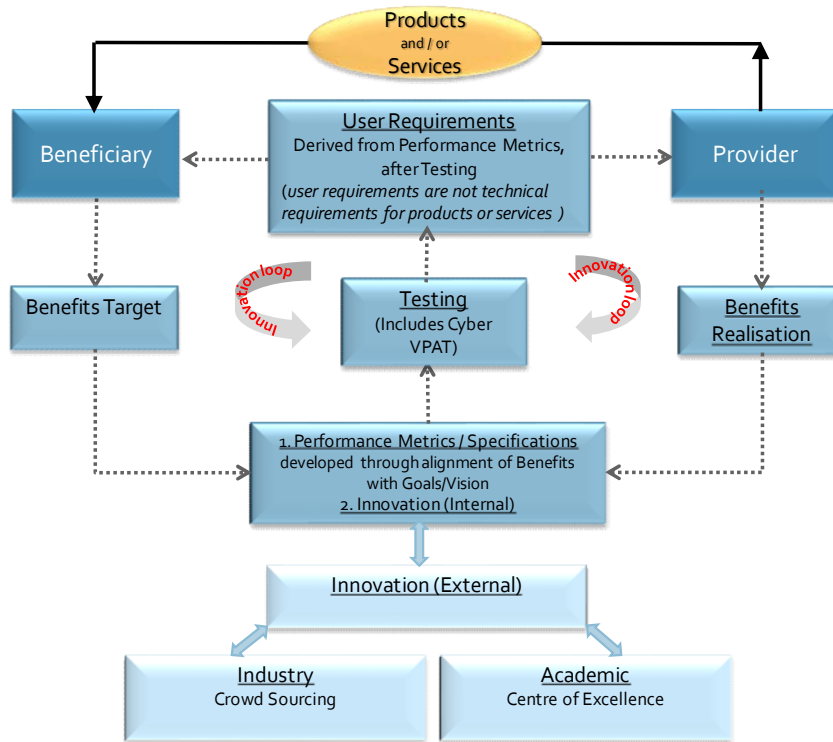 Products
and / or
Services
Beneficiary
User Requirements
Derived from Performance Metrics,
after Testing
(user requirements are not technical
requirements for products or services )
Provider
Innovation loop
Innovation loop
Benefits Target
Testing
(Includes Cyber
VPAT)
Benefits
Realisation
1. Performance Metrics / Specifications
developed through alignment of Benefits
with Goals/Vision
2. Innovation (Internal)
Innovation (External)
Industry
Crowd Sourcing
Academic
Centre of Excellence